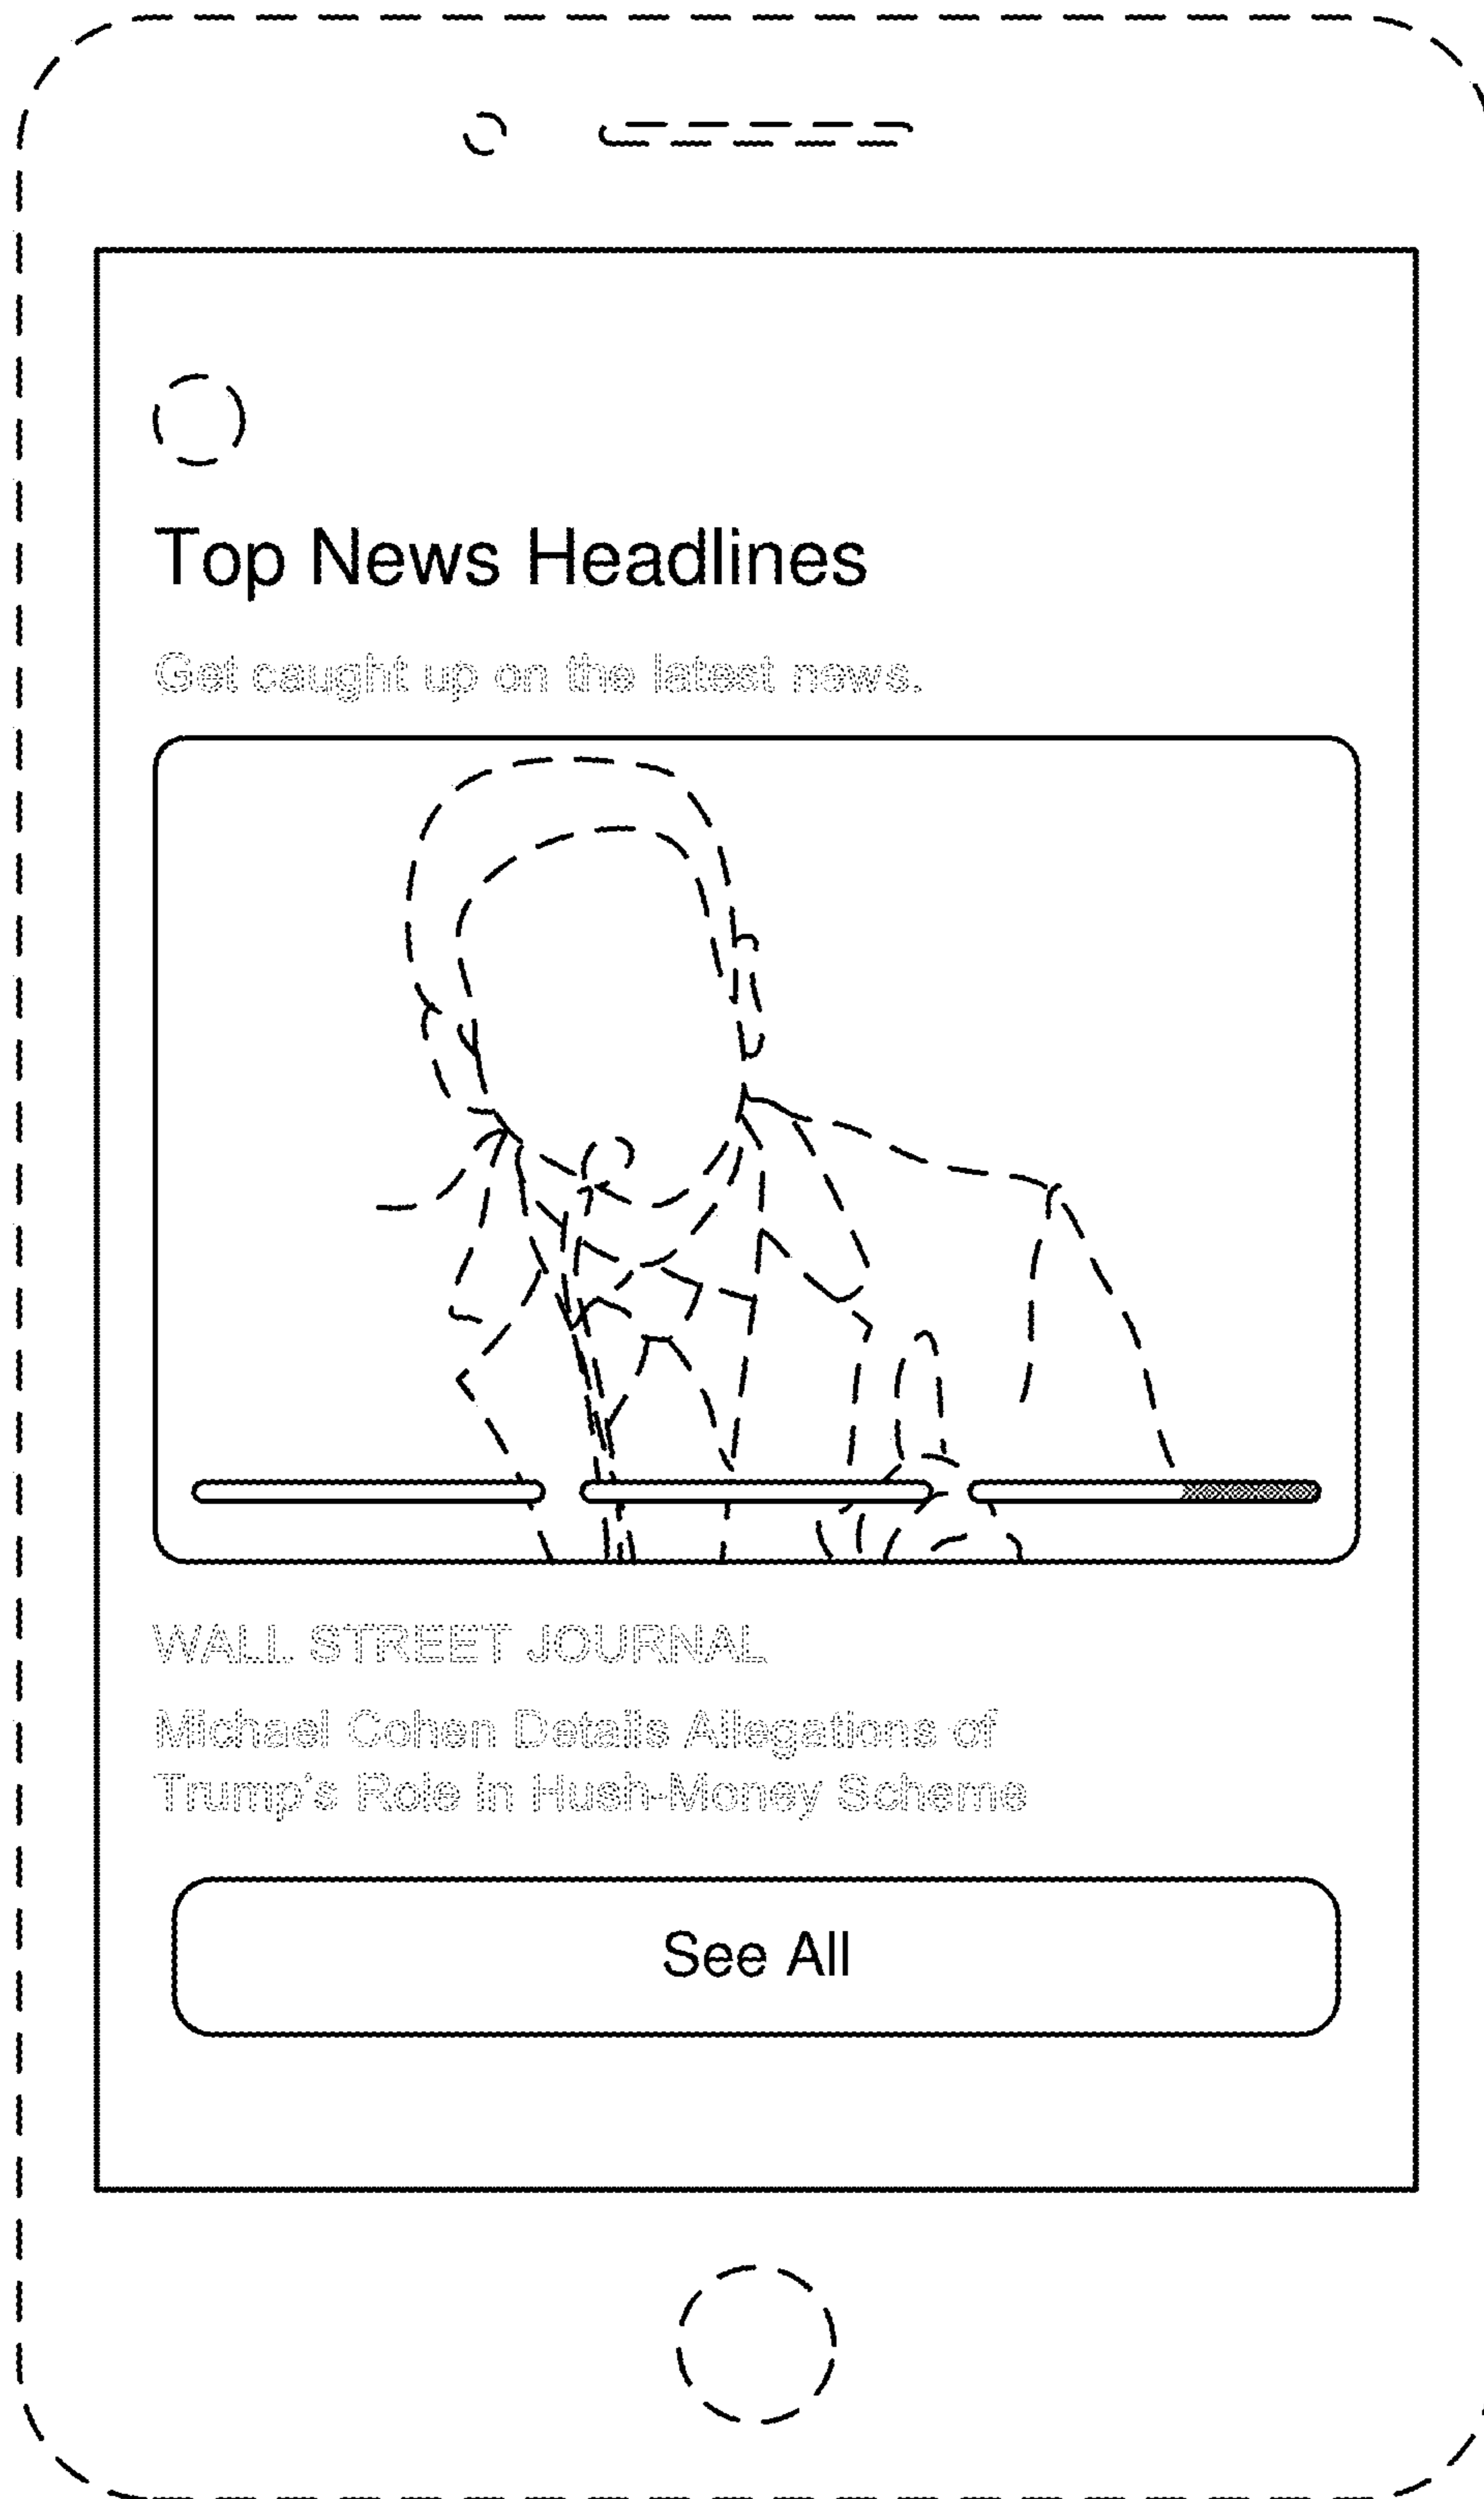 Top News Headlines
Get caught up on the latest news.
WALL STREET JOURNAL
Michael Cohen Details Allegations of
Trump's Role in Hush-Money Scheme
See All